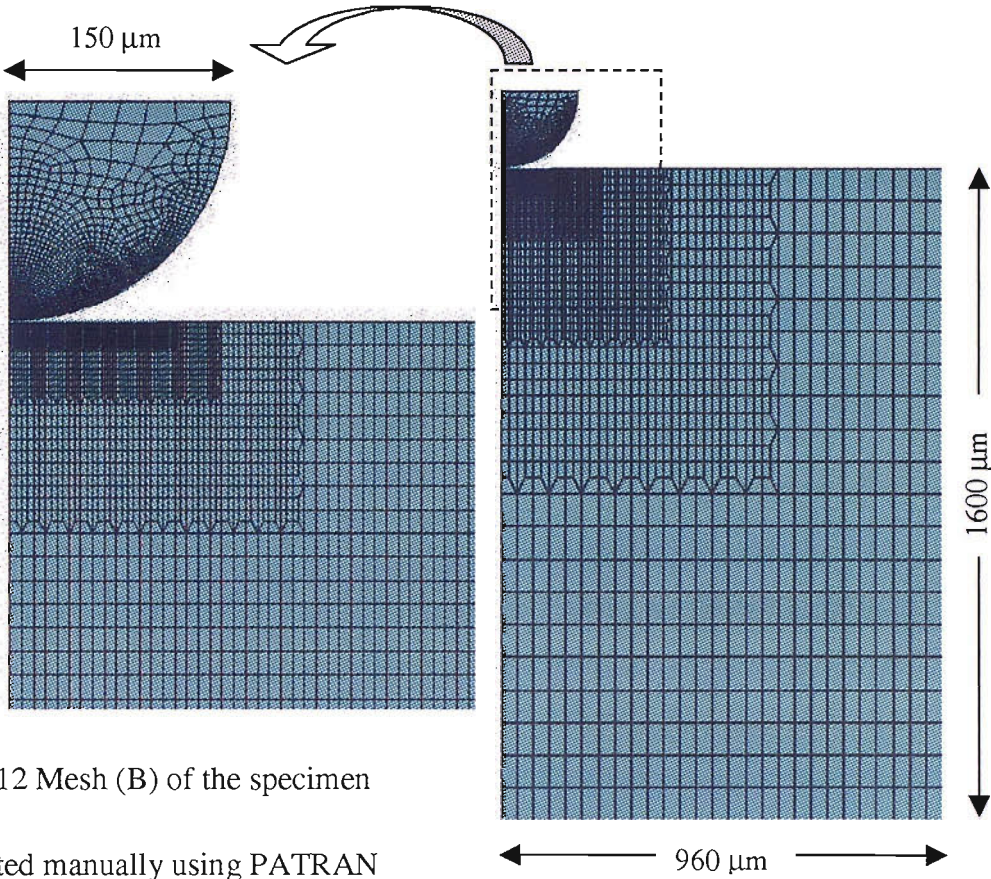 150 µm
1600 µm
12 Mesh (B) of the specimen
960 µm
ted manually using PATRAN